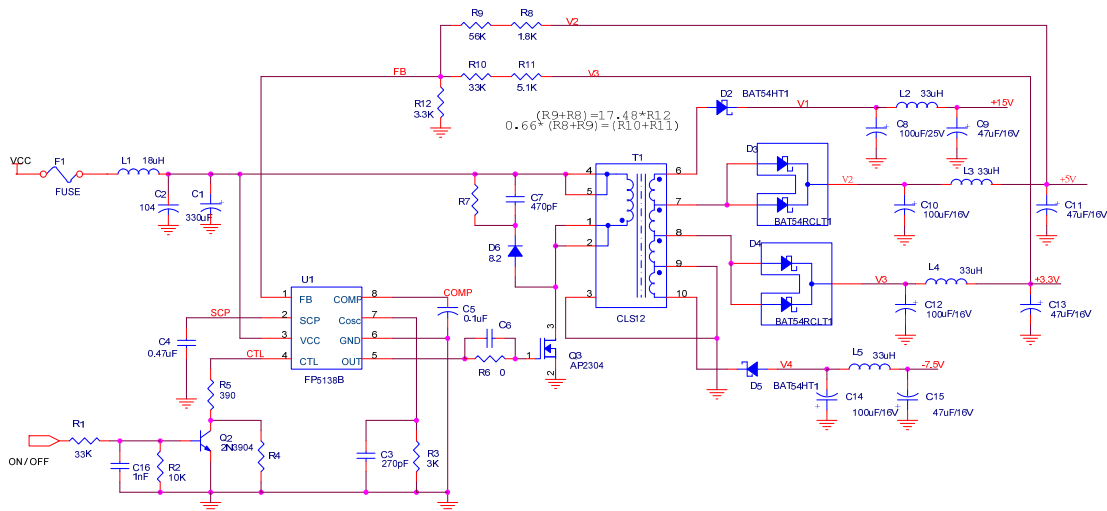 R9
56K
R8
1.8K
V2
FB
R10
33K
R11
5.1K
V3
R12
3.3K
(R9+R8)=17.48*R12
0.66*(R8+R9)=(R10+R11)
D2
BAT54HT1
V1
L2
33uH
+15V
C8
100uF/25V
C9
47uF/16V
VCC
F1
FUSE
L1
18uH
C2
104
C1
330uF
R7
C7
470pF
D6
8.2
T1
4
5
1
2
3
6
7
8
9
10
CLS12
D3
BAT54RCLT1
V2
L3
33uH
+5V
C10
100uF/16V
C11
47uF/16V
D4
BAT54RCLT1
V3
L4
33uH
+3.3V
C12
100uF/16V
C13
47uF/16V
U1
1
FB
COMP
8
COMP
2
SCP
Cosc
7
3
VCC
GND
6
4
CTL
OUT
5
FP5138B
SCP
C4
0.47uF
CTL
C5
0.1uF
C6
R6
0
1
3
2
Q3
AP2304
D5
BAT54HT1
V4
L5
33uH
-7.5V
C14
100uF/16V
C15
47uF/16V
R5
390
R1
33K
ON/OFF
C16
1nF
R2
10K
Q2
2N3904
R4
C3
270pF
R3
3K